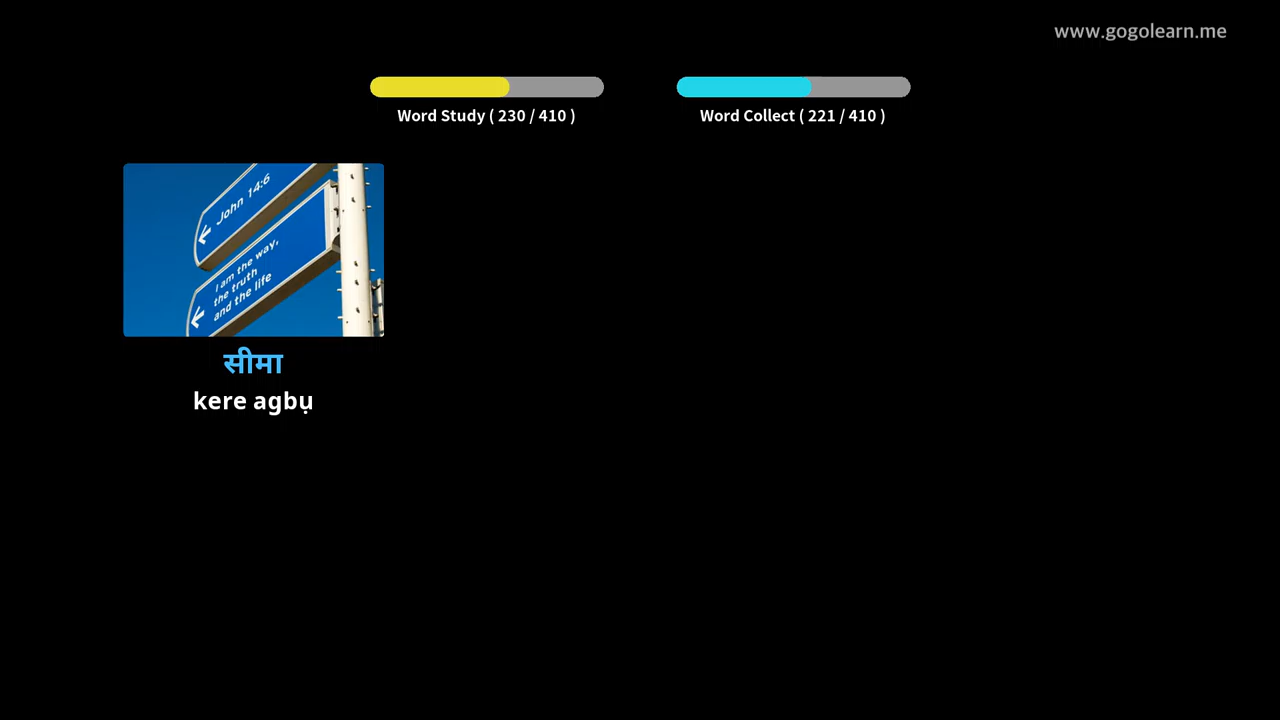 www.gogolearn.me
Word Study ( 230 / 410 )
Word Collect ( 221 / 410 )
John 14:6
I am the way,
the truth
and the life
सीमा
kere agbụ